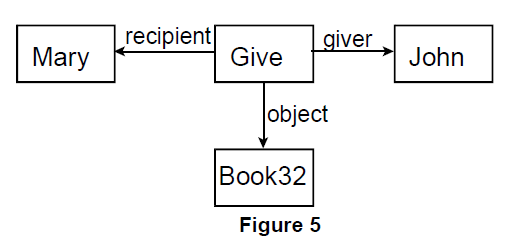 recipient giver
Mary Give John
object
Book32
Figure 5